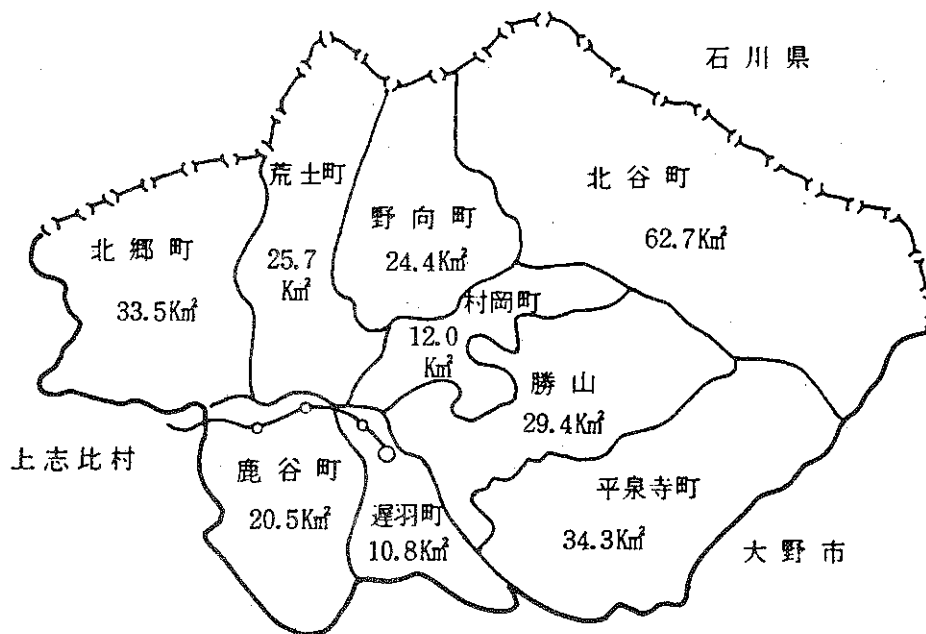 石川県
荒土町
25.7
K㎡
北谷町
62.7K㎡
野向町
24.4K㎡
北郷町
33.5K㎡
村岡町
12.0
K㎡
勝山
29.4K㎡
上志比村
鹿谷町
20.5K㎡
遅羽町
10.8K㎡
平泉寺町
34.3K㎡
大野市